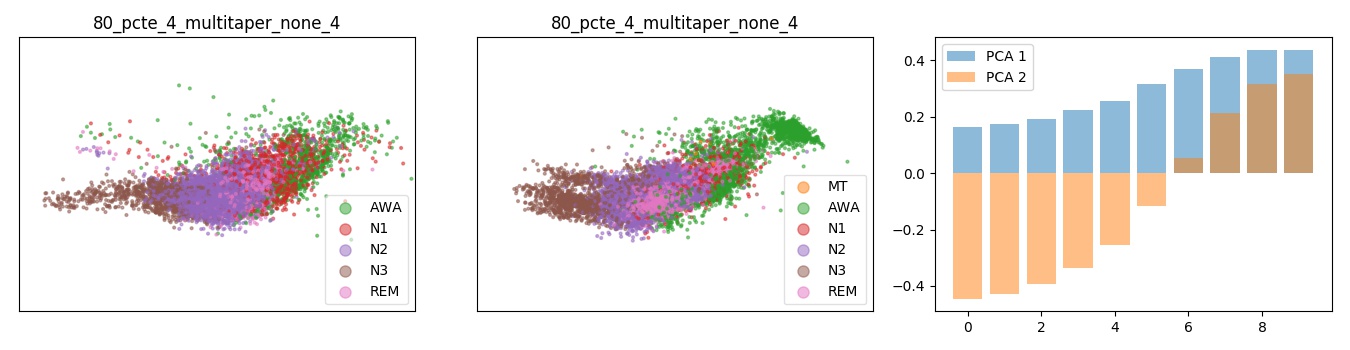 80_pcte_4_multitaper_none_4
AWA
N1
N2
N3
REM
80_pcte_4_multitaper_none_4
MT
AWA
N1
N2
N3
REM
PCA 1
PCA 2
0.4
0.2
0.0
−0.2
−0.4
0 2 4 6 8